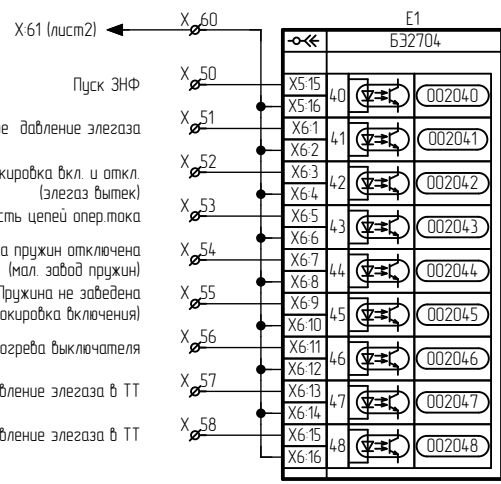 X:61 (лист2)
X 60
E1
БЭ2704
Пуск ЗНФ
X 50
X5:15
X5:16
40
002040
е давление элегаза
X 51
X6:1
X6:2
41
002041
кировка вкл. и откл.
(элегаз вытек)
X 52
X6:3
X6:4
42
002042
сть цепей опер.тока
X 53
X6:5
X6:6
43
002043
а пружин отключена
(мал. завод пружин)
X 54
X6:7
X6:8
44
002044
Пружина не заведена
окировка включения)
X 55
X6:9
X6:10
45
002045
огрева выключателя
X 56
X6:11
X6:12
46
002046
вление элегаза в ТТ
X 57
X6:13
X6:14
47
002047
вление элегаза в ТТ
X 58
X6:15
X6:16
48
002048